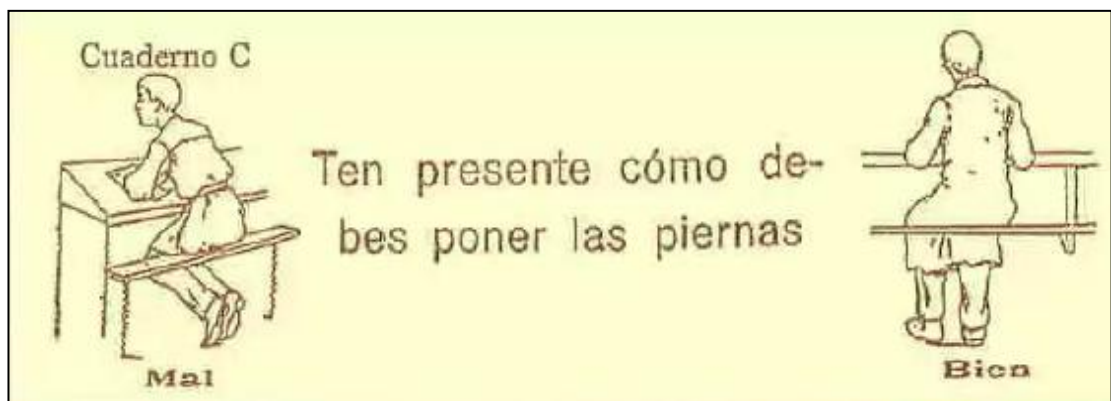 Cuaderno C
Ten presente cómo de-
bes poner las piernas
Mal
Bien